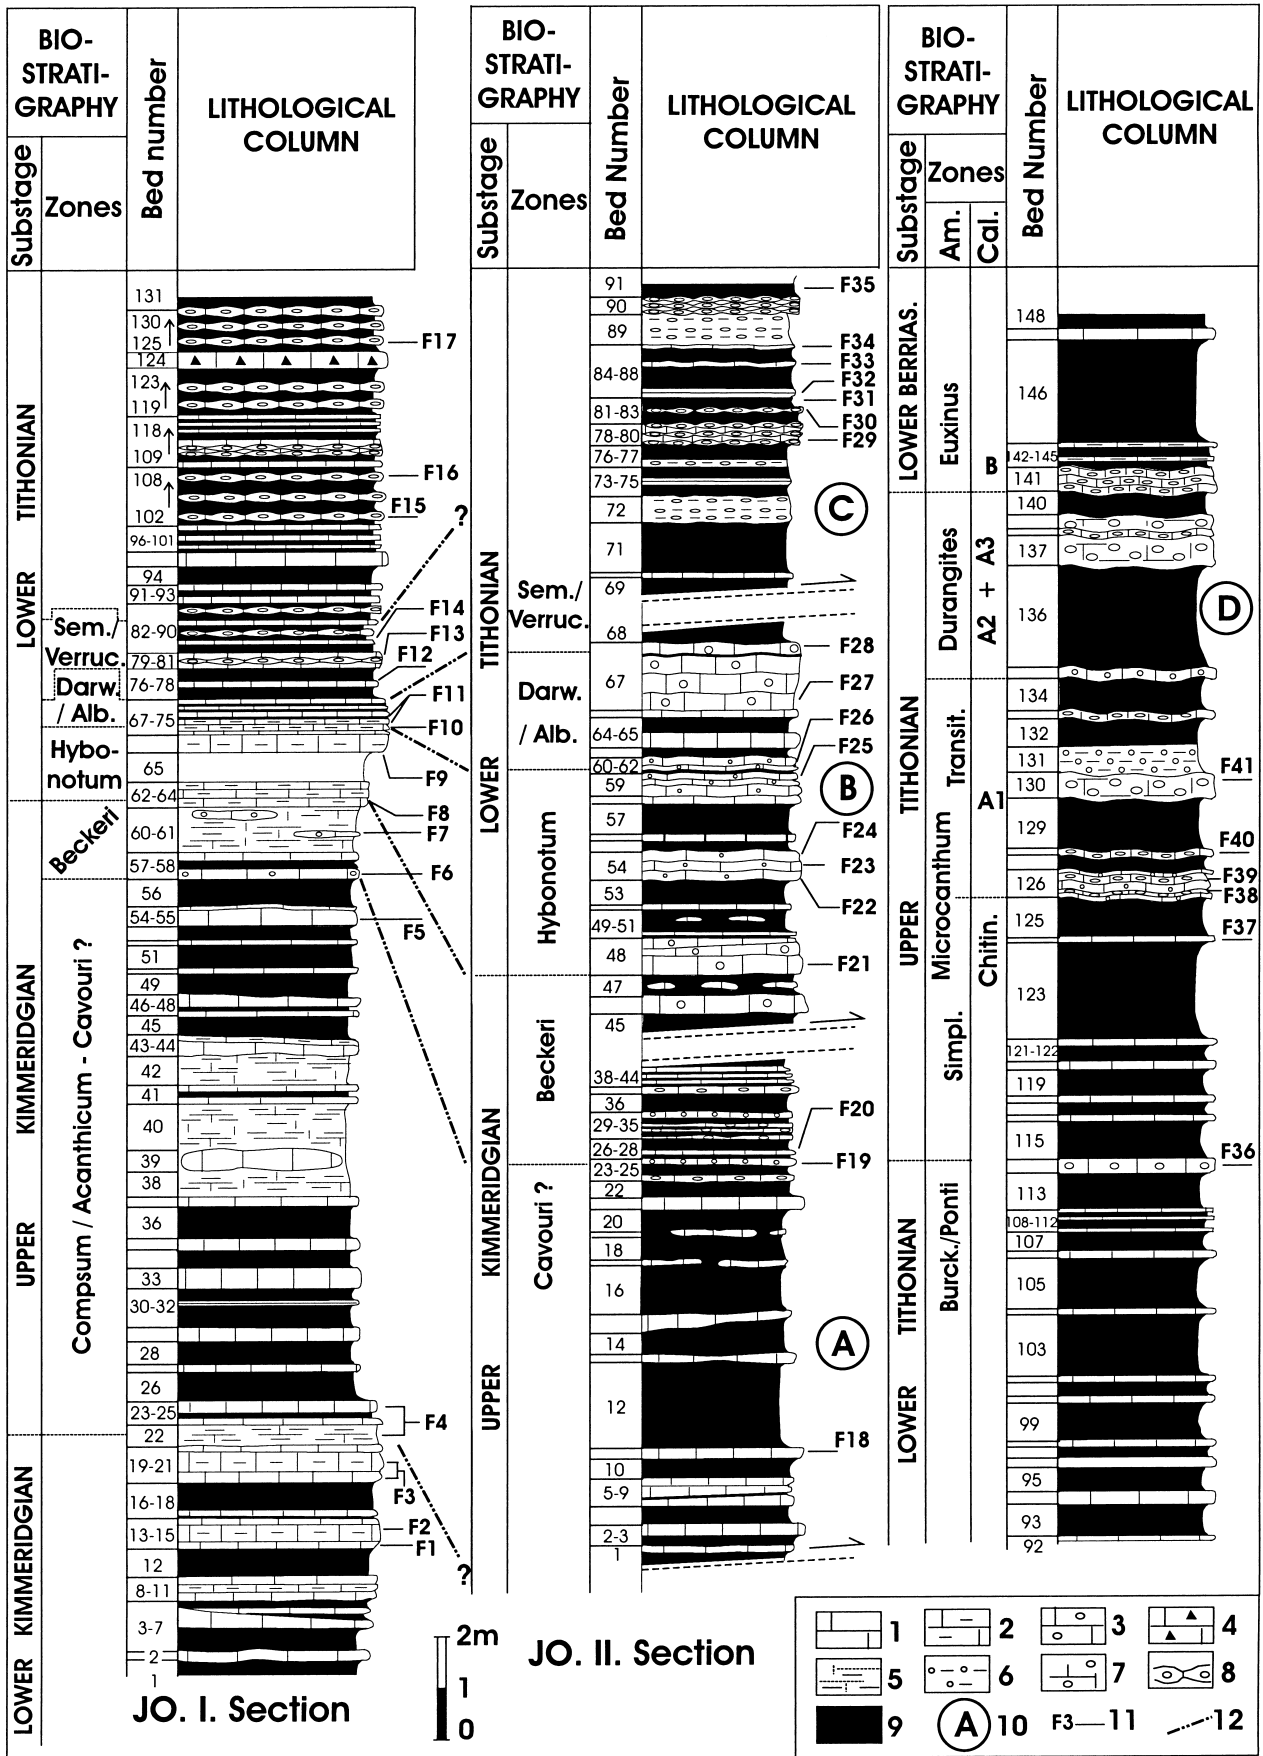 BIO-
STRATI-
GRAPHY
Substage
Zones
Bed number
LITHOLOGICAL
COLUMN
LOWER TITHONIAN
UPPER KIMMERIDGIAN
LOWER KIMMERIDGIAN
Sem./
Verruc.
Darw.
/ Alb.
Hybo-
notum
Beckeri
Compsum / Acanthicum - Cavouri ?
131
130
125
124
123
119
118
109
108
102
96-101
94
91-93
82-90
79-81
76-78
67-75
65
62-64
60-61
57-58
56
54-55
51
49
46-48
45
43-44
42
41
40
39
38
36
33
30-32
28
26
23-25
22
19-21
16-18
13-15
12
8-11
3-7
2
1
F17
F16
F15
?
F14
F13
F12
F11
F10
F9
F8
F7
F6
F5
F4
F3
F2
F1
?
JO. I. Section
2m
1
0
BIO-
STRATI-
GRAPHY
Substage
Zones
Bed Number
LITHOLOGICAL
COLUMN
LOWER TITHONIAN
UPPER KIMMERIDGIAN
Sem./
Verruc.
Darw.
/ Alb.
Hybonotum
Beckeri
Cavouri ?
91
90
89
84-88
81-83
78-80
76-77
73-75
72
71
69
68
67
64-65
60-62
59
57
54
53
49-51
48
47
45
38-44
36
29-35
26-28
23-25
22
20
18
16
14
12
10
5-9
2-3
1
F35
F34
F33
F32
F31
F30
F29
C
F28
F27
F26
F25
B
F24
F23
F22
F21
F20
F19
A
F18
JO. II. Section
BIO-
STRATI-
GRAPHY
Substage
Zones
Am.
Cal.
Bed Number
LITHOLOGICAL
COLUMN
LOWER BERRIAS.
UPPER TITHONIAN
LOWER TITHONIAN
Euxinus
Durangites
Microcanthum
Transit.
Simpl.
Burck./Ponti
B
A2 + A3
A1
Chitin.
148
146
142-145
141
140
137
136
134
132
131
130
129
126
125
123
121-122
119
115
113
108-112
107
105
103
99
95
93
92
D
F41
F40
F39
F38
F37
F36
1
2
3
4
5
6
7
8
9
A 10
F3 11
12